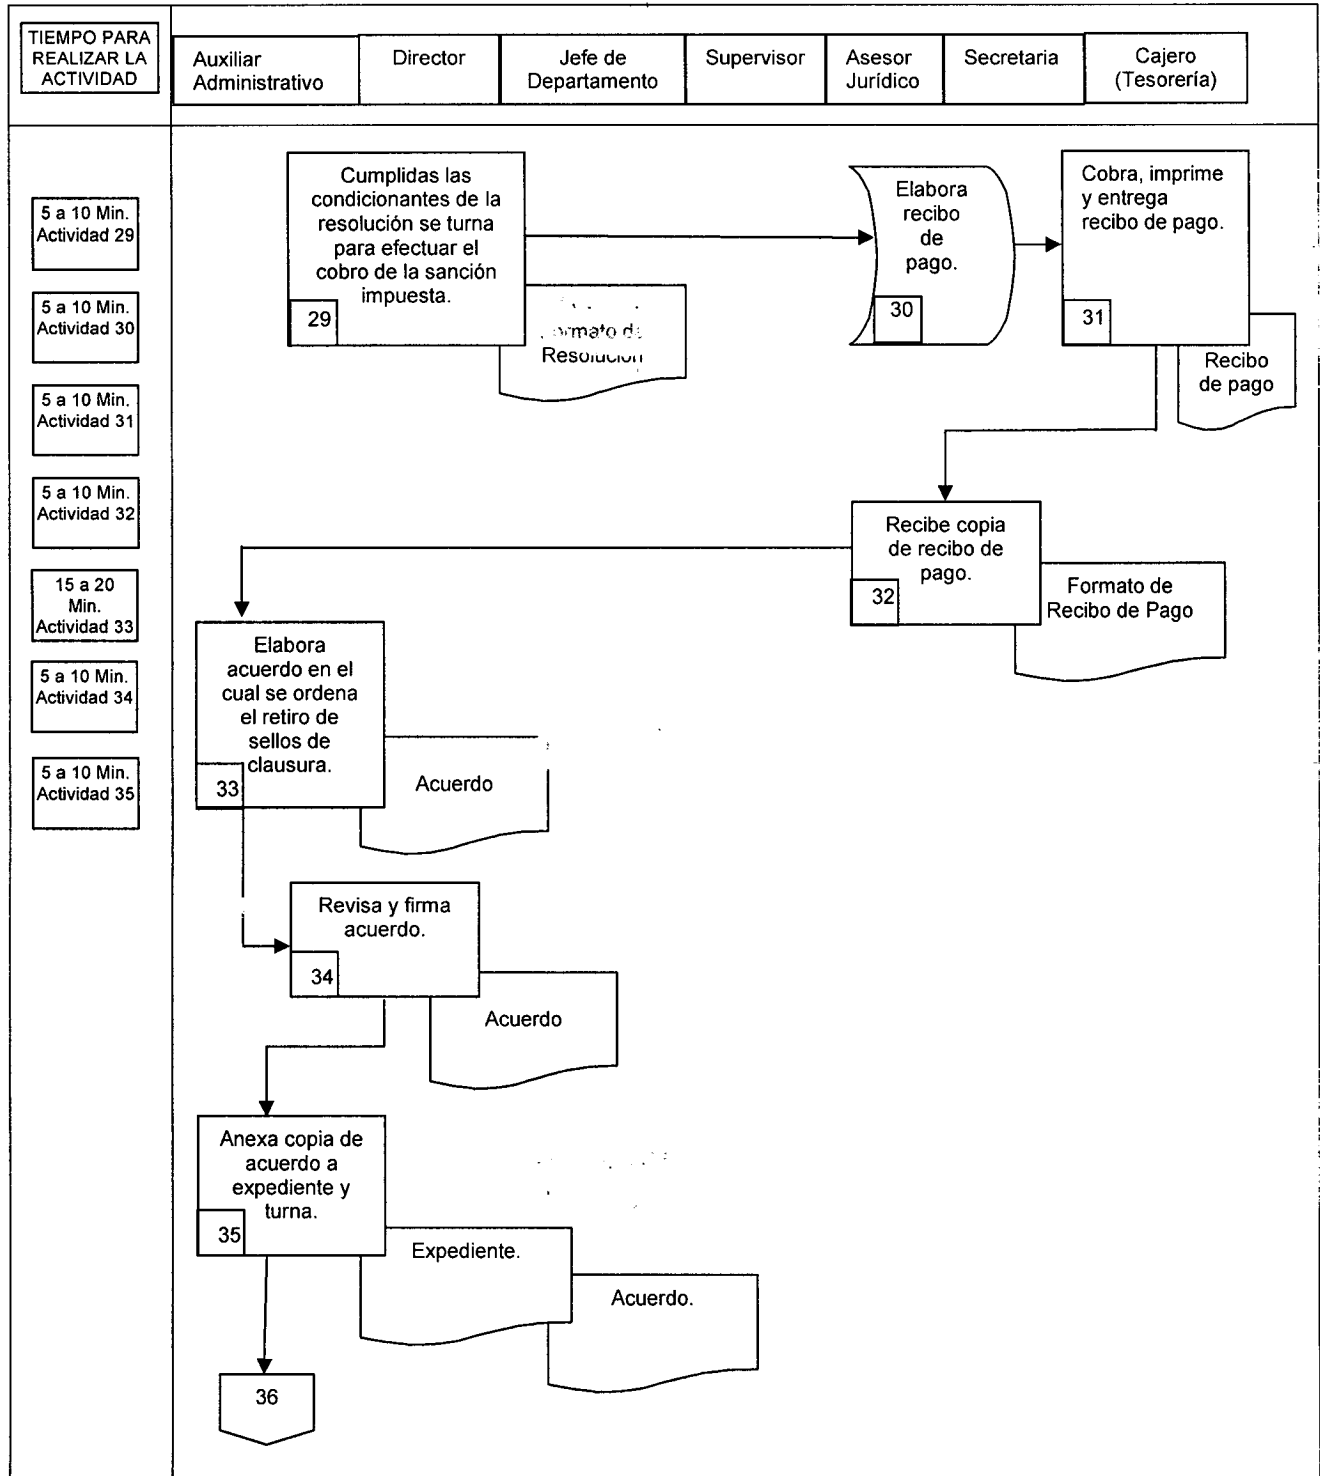 TIEMPO PARA
REALIZAR LA
ACTIVIDAD
Auxiliar
Administrativo
Director
Jefe de
Departamento
Supervisor
Asesor
Jurídico
Secretaria
Cajero
(Tesorería)
5 a 10 Min.
Actividad 29
5 a 10 Min.
Actividad 30
5 a 10 Min.
Actividad 31
5 a 10 Min.
Actividad 32
15 a 20
Min.
Actividad 33
5 a 10 Min.
Actividad 34
5 a 10 Min.
Actividad 35
Cumplidas las
condicionantes de la
resolución se turna
para efectuar el
cobro de la sanción
impuesta.
29
Formato de
Resolución
Elabora
recibo
de
pago.
30
Cobra, imprime
y entrega
recibo de pago.
31
Recibo
de pago
Recibe copia
de recibo de
pago.
32
Formato de
Recibo de Pago
Elabora
acuerdo en el
cual se ordena
el retiro de
sellos de
clausura.
33
Acuerdo
Revisa y firma
acuerdo.
34
Acuerdo
Anexa copia de
acuerdo a
expediente y
turna.
35
Expediente.
Acuerdo.
36